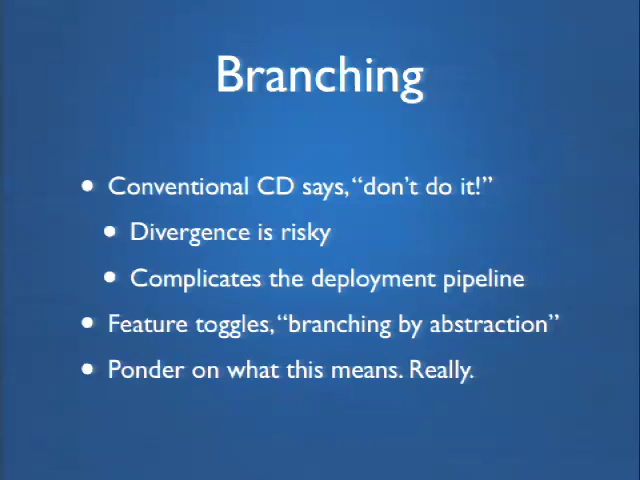 Branching
• Conventional CD says, “don’t do it!”
• Divergence is risky
• Complicates the deployment pipeline
• Feature toggles, “branching by abstraction”
• Ponder on what this means. Really.